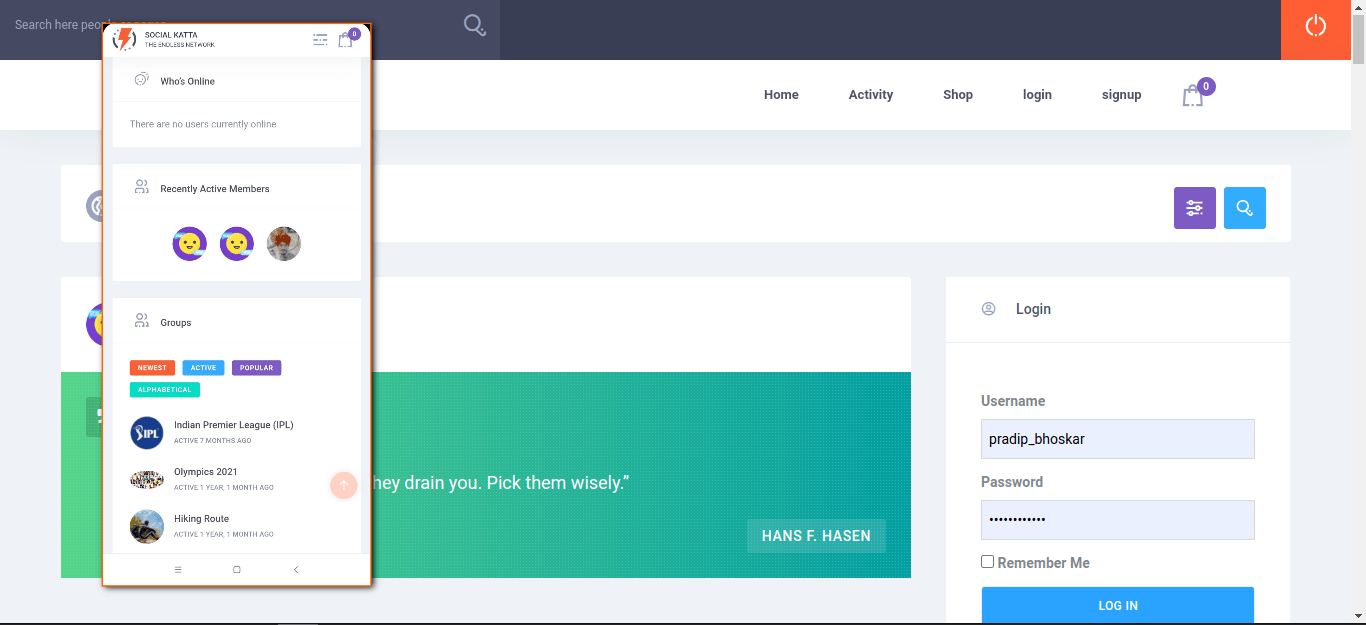 Search here people
SOCIAL KATTA
THE ENDLESS NETWORK
0
Home
Activity
Shop
login
signup
0
Who's Online
There are no users currently online
Recently Active Members
Groups
NEWEST
ACTIVE
POPULAR
ALPHABETICAL
IPL
Indian Premier League (IPL)
ACTIVE 7 MONTHS AGO
Olympics 2021
ACTIVE 1 YEAR, 1 MONTH AGO
Hiking Route
ACTIVE 1 YEAR, 1 MONTH AGO
they drain you. Pick them wisely.”
HANS F. HASEN
Login
Username
pradip_bhoskar
Password
••••••••••••
Remember Me
LOG IN